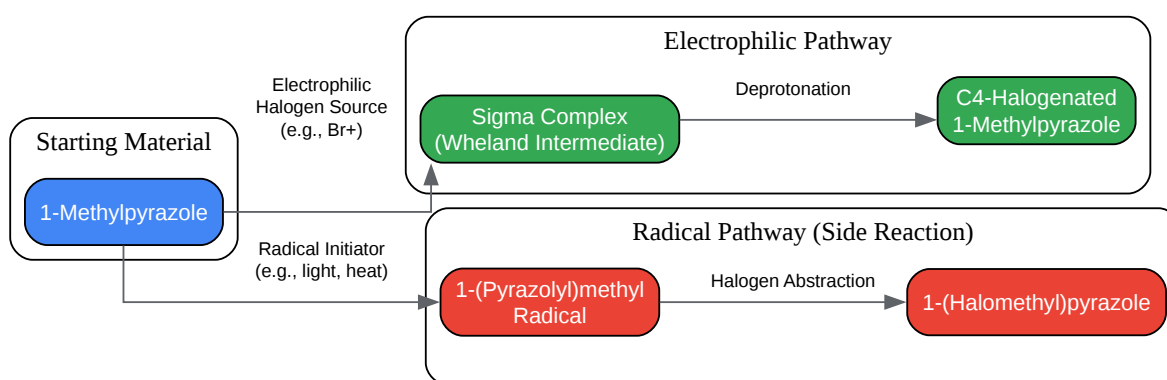 Electrophilic Pathway
Electrophilic
Halogen Source
(e.g., Br+)
Deprotonation
Sigma Complex
(Wheland Intermediate)
C4-Halogenated
1-Methylpyrazole
Starting Material
1-Methylpyrazole
Radical Pathway (Side Reaction)
Radical Initiator
(e.g., light, heat)
1-(Pyrazolyl)methyl
Radical
Halogen Abstraction
1-(Halomethyl)pyrazole